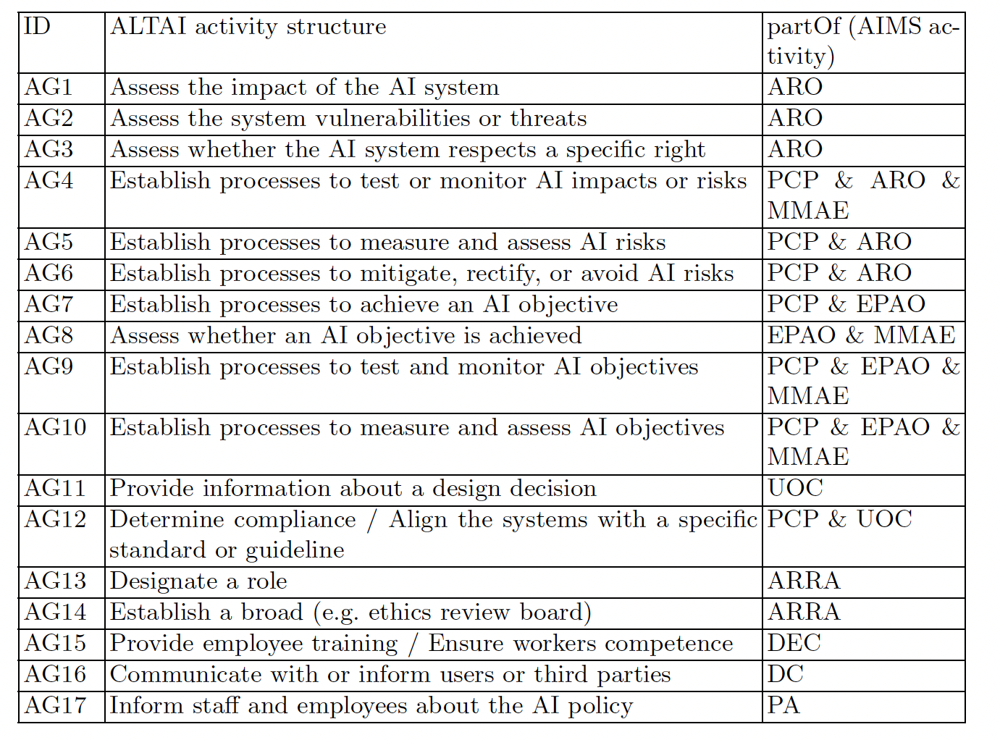 ID ALTAI activity structure partOf (AIMS ac-
tivity)
AG1 Assess the impact of the AI system ARO
AG2 Assess the system vulnerabilities or threats ARO
AG3 Assess whether the AI system respects a specific right ARO
AG4 Establish processes to test or monitor AI impacts or risks PCP & ARO &
MMAE
AG5 Establish processes to measure and assess AI risks PCP & ARO
AG6 Establish processes to mitigate, rectify, or avoid AI risks PCP & ARO
AG7 Establish processes to achieve an AI objective PCP & EPAO
AG8 Assess whether an AI objective is achieved EPAO & MMAE
AG9 Establish processes to test and monitor AI objectives PCP & EPAO &
MMAE
AG10 Establish processes to measure and assess AI objectives PCP & EPAO &
MMAE
AG11 Provide information about a design decision UOC
AG12 Determine compliance / Align the systems with a specific PCP & UOC
standard or guideline
AG13 Designate a role ARRA
AG14 Establish a broad (e.g. ethics review board) ARRA
AG15 Provide employee training / Ensure workers competence DEC
AG16 Communicate with or inform users or third parties DC
AG17 Inform staff and employees about the AI policy PA